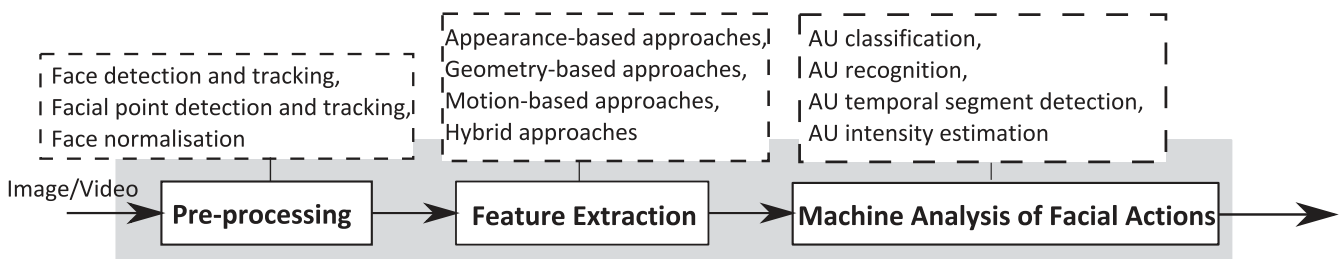 Face detection and tracking,
Facial point detection and tracking,
Face normalisation
Appearance-based approaches,
Geometry-based approaches,
Motion-based approaches,
Hybrid approaches
AU classification,
AU recognition,
AU temporal segment detection,
AU intensity estimation
Image/Video
Pre-processing
Feature Extraction
Machine Analysis of Facial Actions